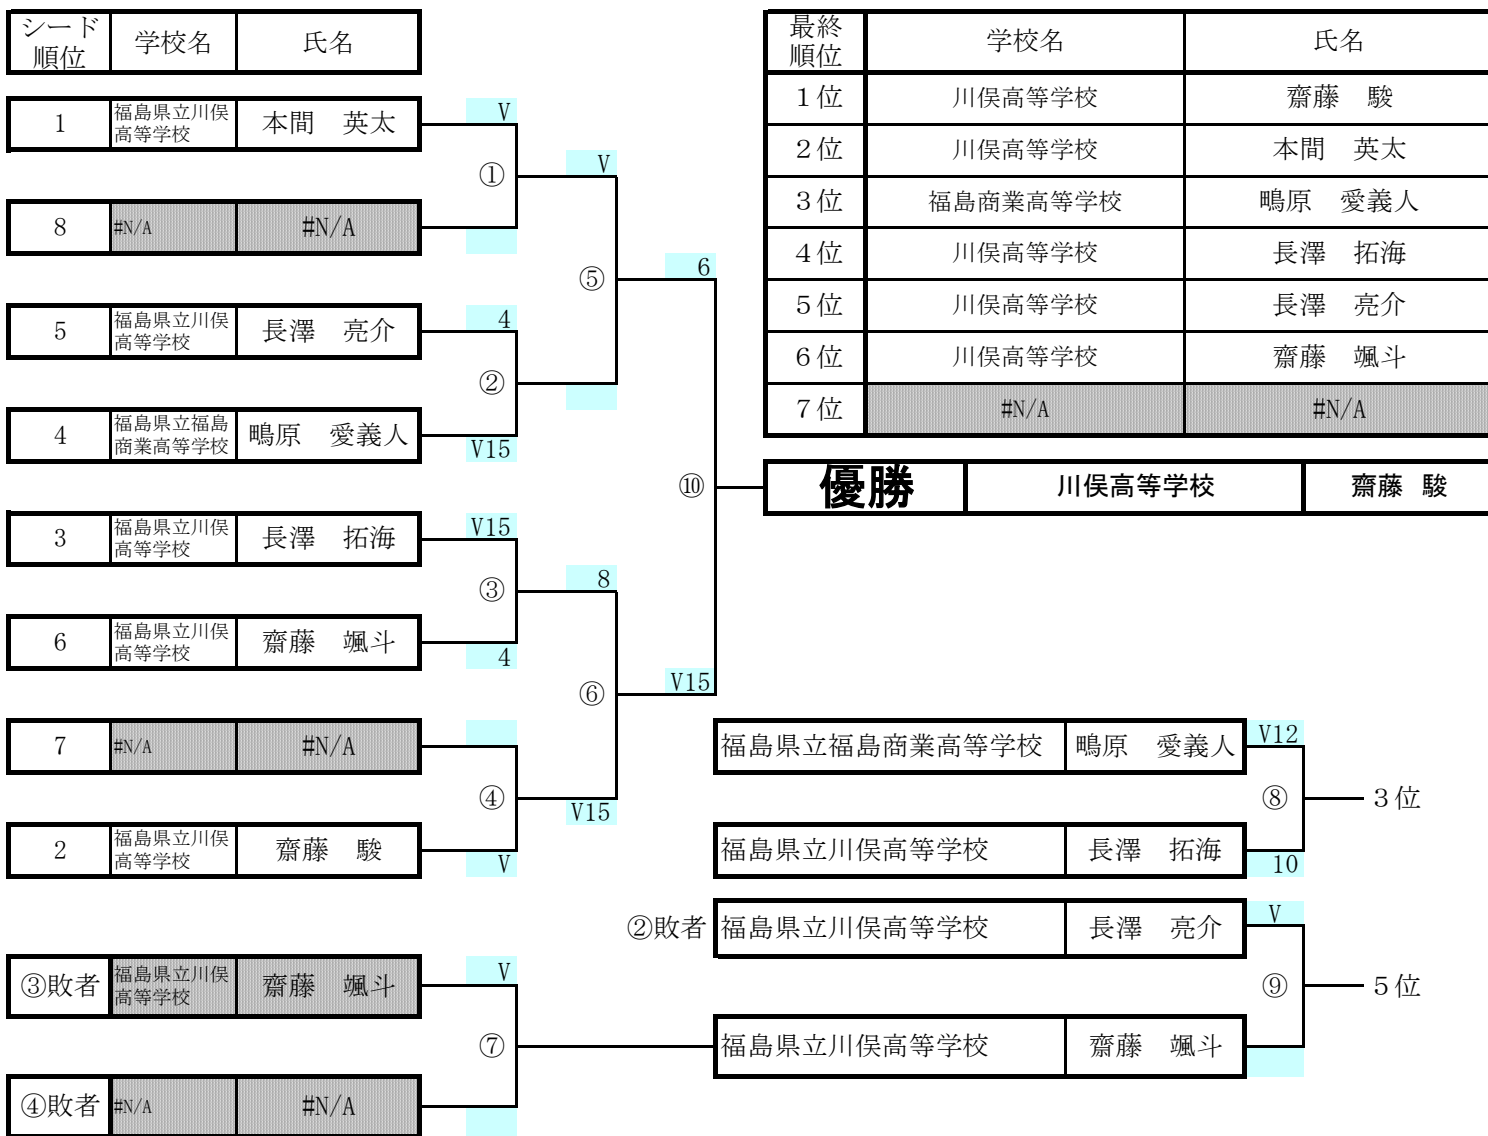 シード
順位
学校名
氏名
1
福島県立川俣
高等学校
本間　英太
V
①
8
#N/A
#N/A
V
⑤
5
福島県立川俣
高等学校
長澤　亮介
4
②
4
福島県立福島
商業高等学校
鴫原　愛義人
V15
6
⑩
3
福島県立川俣
高等学校
長澤　拓海
V15
③
6
福島県立川俣
高等学校
齋藤　颯斗
4
8
⑥
7
#N/A
#N/A
④
2
福島県立川俣
高等学校
齋藤　駿
V
V15
V15
③敗者
福島県立川俣
高等学校
齋藤　颯斗
V
⑦
④敗者
#N/A
#N/A
最終
順位
学校名
氏名
１位
川俣高等学校
齋藤　駿
２位
川俣高等学校
本間　英太
３位
福島商業高等学校
鴫原　愛義人
４位
川俣高等学校
長澤　拓海
５位
川俣高等学校
長澤　亮介
６位
川俣高等学校
齋藤　颯斗
７位
#N/A
#N/A
優勝
川俣高等学校
齋藤　駿
福島県立福島商業高等学校
鴫原　愛義人
V12
⑧
３位
福島県立川俣高等学校
長澤　拓海
10
②敗者
福島県立川俣高等学校
長澤　亮介
V
⑨
５位
福島県立川俣高等学校
齋藤　颯斗